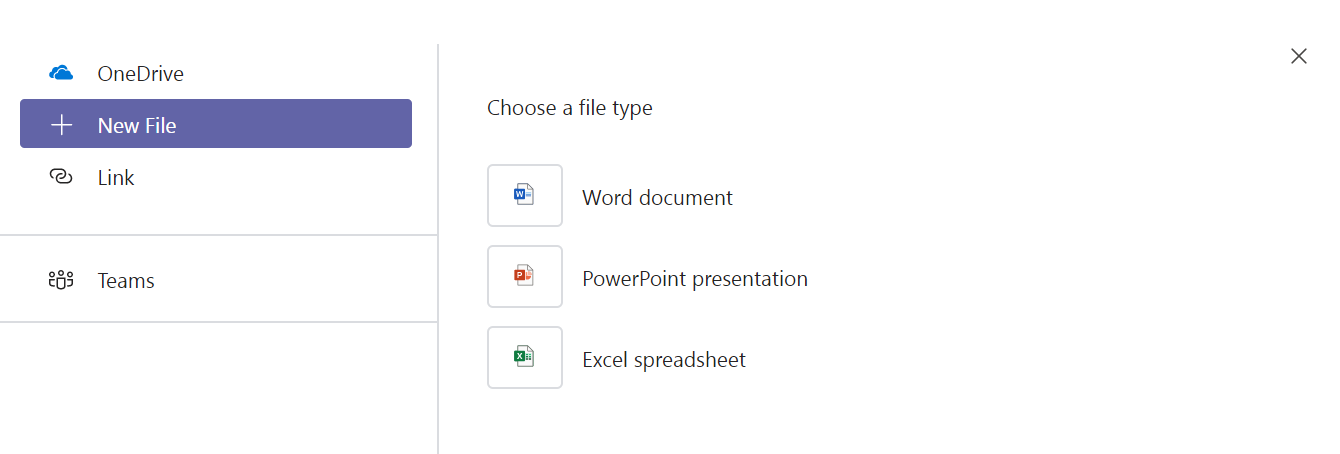 OneDrive
New File
Link
Teams
Choose a file type
Word document
PowerPoint presentation
Excel spreadsheet